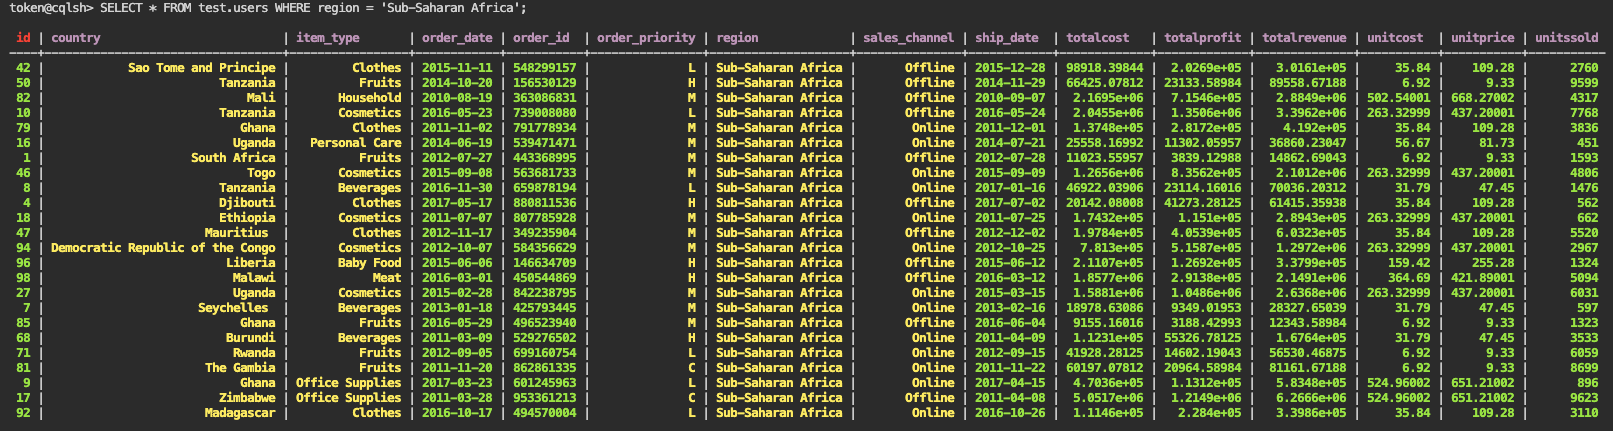 token@cqlsh> SELECT * FROM test.users WHERE region = 'Sub-Saharan Africa';
id | country | item_type | order_date | order_id | order_priority | region | sales_channel | ship_date | totalcost | totalprofit | totalrevenue | unitcost | unitprice | unitssold
42 | Sao Tome and Principe | Clothes | 2015-11-11 | 548299157 | L | Sub-Saharan Africa | Offline | 2015-12-28 | 98918.39844 | 2.0269e+05 | 3.0161e+05 | 35.84 | 109.28 | 2760
50 | Tanzania | Fruits | 2014-10-20 | 156530129 | H | Sub-Saharan Africa | Offline | 2014-11-29 | 66425.07812 | 23133.58984 | 89558.67188 | 6.92 | 9.33 | 9599
82 | Mali | Household | 2010-08-19 | 363086831 | M | Sub-Saharan Africa | Offline | 2010-09-07 | 2.1695e+06 | 7.1546e+05 | 2.8849e+06 | 502.54001 | 668.27002 | 4317
10 | Tanzania | Cosmetics | 2016-05-23 | 739008080 | L | Sub-Saharan Africa | Offline | 2016-05-24 | 2.0455e+06 | 1.3506e+06 | 3.3962e+06 | 263.32999 | 437.20001 | 7768
79 | Ghana | Clothes | 2011-11-02 | 791778934 | M | Sub-Saharan Africa | Online | 2011-12-01 | 1.3748e+05 | 2.8172e+05 | 4.192e+05 | 35.84 | 109.28 | 3836
16 | Uganda | Personal Care | 2014-06-19 | 539471471 | M | Sub-Saharan Africa | Online | 2014-07-21 | 25558.16992 | 11302.05957 | 36860.23047 | 56.67 | 81.73 | 451
1 | South Africa | Fruits | 2012-07-27 | 443368995 | M | Sub-Saharan Africa | Offline | 2012-07-28 | 11023.55957 | 3839.12988 | 14862.69043 | 6.92 | 9.33 | 1593
46 | Togo | Cosmetics | 2015-09-08 | 563681733 | M | Sub-Saharan Africa | Online | 2015-09-09 | 1.2656e+06 | 8.3562e+05 | 2.1012e+06 | 263.32999 | 437.20001 | 4806
8 | Tanzania | Beverages | 2016-11-30 | 659878194 | L | Sub-Saharan Africa | Online | 2017-01-16 | 46922.03906 | 23114.16016 | 70036.20312 | 31.79 | 47.45 | 1476
4 | Djibouti | Clothes | 2017-05-17 | 880811536 | H | Sub-Saharan Africa | Offline | 2017-07-02 | 20142.08008 | 41273.28125 | 61415.35938 | 35.84 | 109.28 | 562
18 | Ethiopia | Cosmetics | 2011-07-07 | 807785928 | M | Sub-Saharan Africa | Online | 2011-07-25 | 1.7432e+05 | 1.151e+05 | 2.8943e+05 | 263.32999 | 437.20001 | 662
47 | Mauritius | Clothes | 2012-11-17 | 349235904 | M | Sub-Saharan Africa | Offline | 2012-12-02 | 1.9784e+05 | 4.0539e+05 | 6.0323e+05 | 35.84 | 109.28 | 5520
94 | Democratic Republic of the Congo | Cosmetics | 2012-10-07 | 584356629 | M | Sub-Saharan Africa | Online | 2012-10-25 | 7.813e+05 | 5.1587e+05 | 1.2972e+06 | 263.32999 | 437.20001 | 2967
96 | Liberia | Baby Food | 2015-06-06 | 146634709 | H | Sub-Saharan Africa | Offline | 2015-06-12 | 2.1107e+05 | 1.2692e+05 | 3.3799e+05 | 159.42 | 255.28 | 1324
98 | Malawi | Meat | 2016-03-01 | 450544869 | H | Sub-Saharan Africa | Offline | 2016-03-12 | 1.8577e+06 | 2.9138e+05 | 2.1491e+06 | 364.69 | 421.89001 | 5094
27 | Uganda | Cosmetics | 2015-02-28 | 842238795 | M | Sub-Saharan Africa | Online | 2015-03-15 | 1.5881e+06 | 1.0486e+06 | 2.6368e+06 | 263.32999 | 437.20001 | 6031
7 | Seychelles | Beverages | 2013-01-18 | 425793445 | M | Sub-Saharan Africa | Online | 2013-02-16 | 18978.63086 | 9349.01953 | 28327.65039 | 31.79 | 47.45 | 597
85 | Ghana | Fruits | 2016-05-29 | 496523940 | M | Sub-Saharan Africa | Offline | 2016-06-04 | 9155.16016 | 3188.42993 | 12343.58984 | 6.92 | 9.33 | 1323
68 | Burundi | Beverages | 2011-03-09 | 529276502 | H | Sub-Saharan Africa | Online | 2011-04-09 | 1.1231e+05 | 55326.78125 | 1.6764e+05 | 31.79 | 47.45 | 3533
71 | Rwanda | Fruits | 2012-09-05 | 699160754 | L | Sub-Saharan Africa | Online | 2012-09-15 | 41928.28125 | 14602.19043 | 56530.46875 | 6.92 | 9.33 | 6059
81 | The Gambia | Fruits | 2011-11-20 | 862861335 | C | Sub-Saharan Africa | Offline | 2011-11-22 | 60197.07812 | 20964.58984 | 81161.67188 | 6.92 | 9.33 | 8699
9 | Ghana | Office Supplies | 2017-03-23 | 601245963 | L | Sub-Saharan Africa | Online | 2017-04-15 | 4.7036e+05 | 1.1312e+05 | 5.8348e+05 | 524.96002 | 651.21002 | 896
17 | Zimbabwe | Office Supplies | 2011-03-28 | 953361213 | C | Sub-Saharan Africa | Offline | 2011-04-08 | 5.0517e+06 | 1.2149e+06 | 6.2666e+06 | 524.96002 | 651.21002 | 9623
92 | Madagascar | Clothes | 2016-10-17 | 494570004 | L | Sub-Saharan Africa | Online | 2016-10-26 | 1.1146e+05 | 2.284e+05 | 3.3986e+05 | 35.84 | 109.28 | 3110